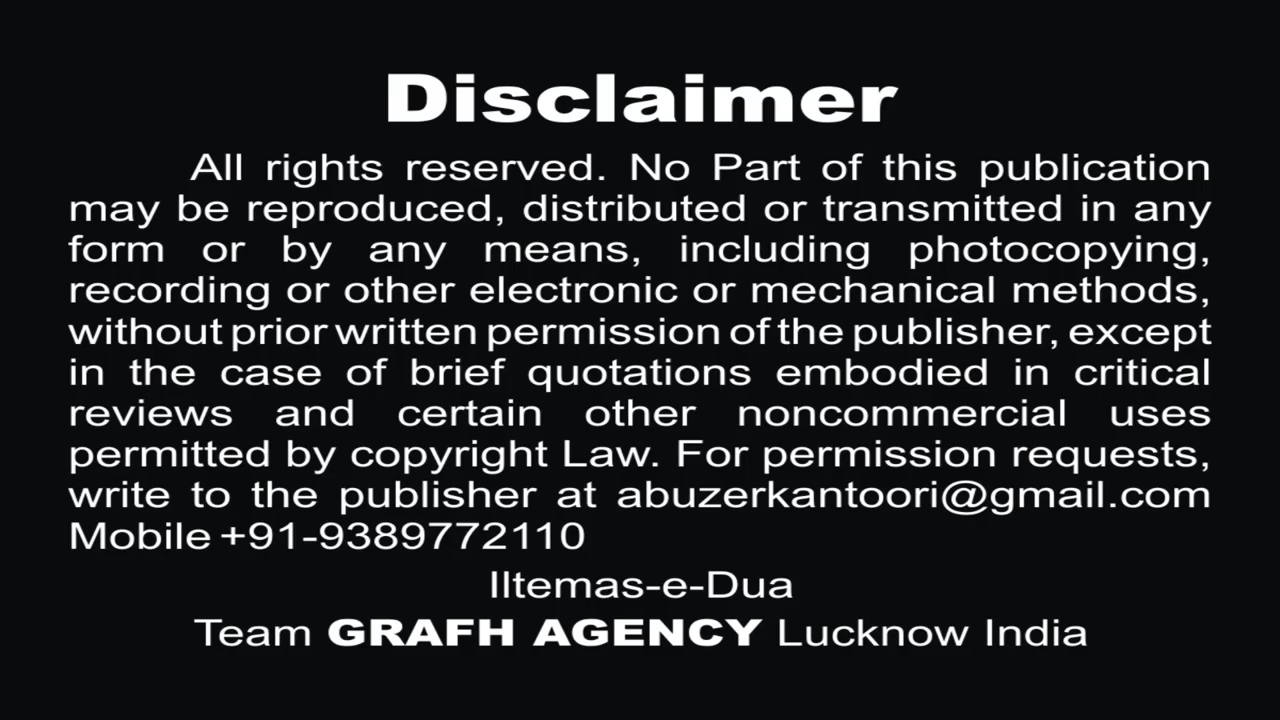 Disclaimer
All rights reserved. No Part of this publication
may be reproduced, distributed or transmitted in any
form or by any means, including photocopying,
recording or other electronic or mechanical methods,
without prior written permission of the publisher, except
in the case of brief quotations embodied in critical
reviews and certain other noncommercial uses
permitted by copyright Law. For permission requests,
write to the publisher at abuzerkantoori@gmail.com
Mobile +91-9389772110
Iltemas-e-Dua
Team GRAFH AGENCY Lucknow India